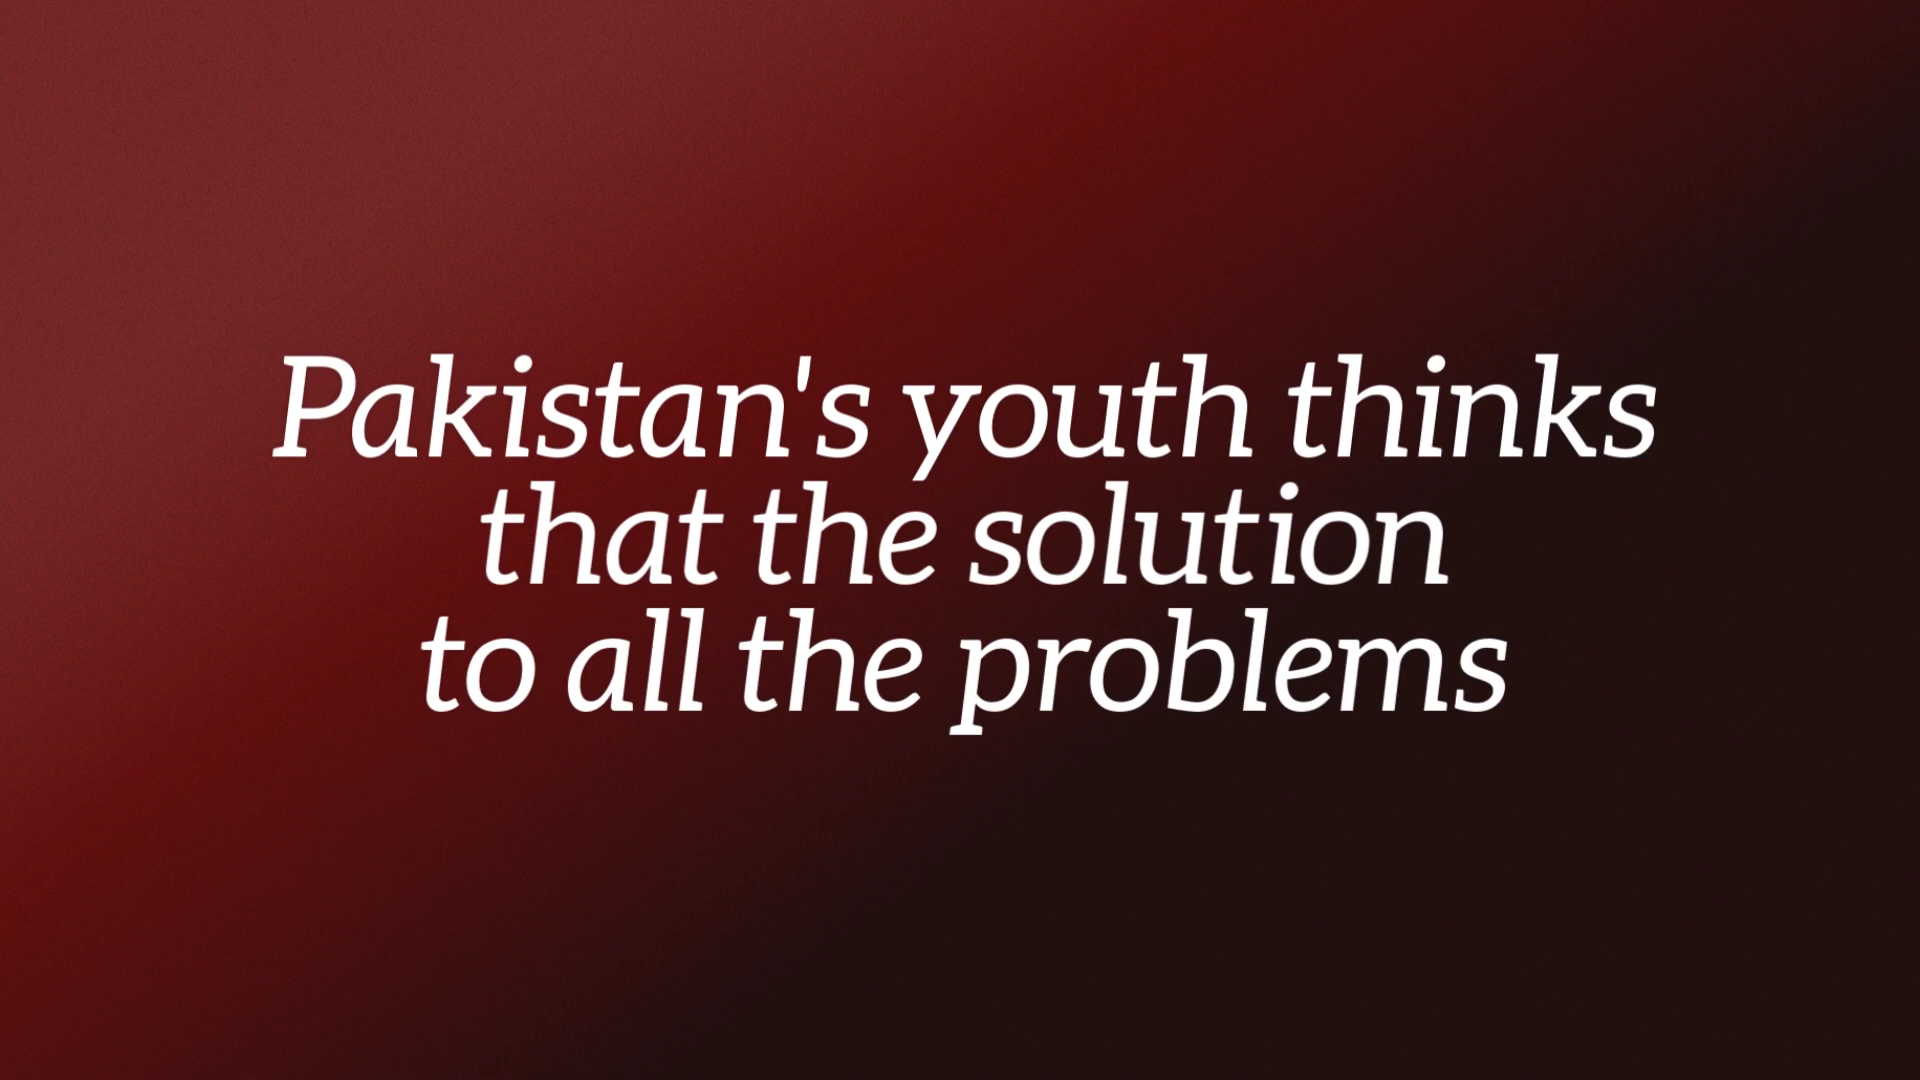 Pakistan's youth thinks
that the solution
to all the problems